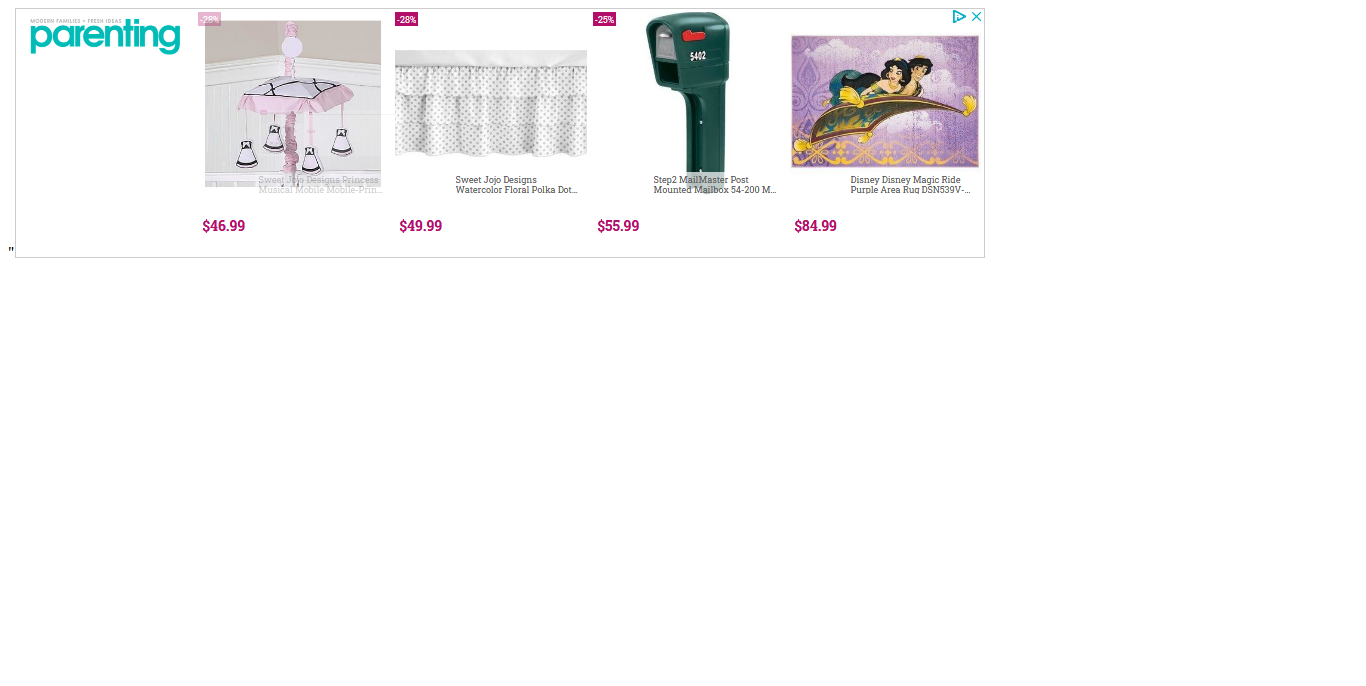 MODERN FAMILIES • FRESH IDEAS
parenting
-28%
Sweet Jojo Designs Princess
Musical Mobile Mobile-Prin...
$46.99
-28%
Sweet Jojo Designs
Watercolor Floral Polka Dot...
$49.99
-25%
5402
Step2 MailMaster Post
Mounted Mailbox 54-200 M...
$55.99
Disney Disney Magic Ride
Purple Area Rug DSN539V-...
$84.99
"